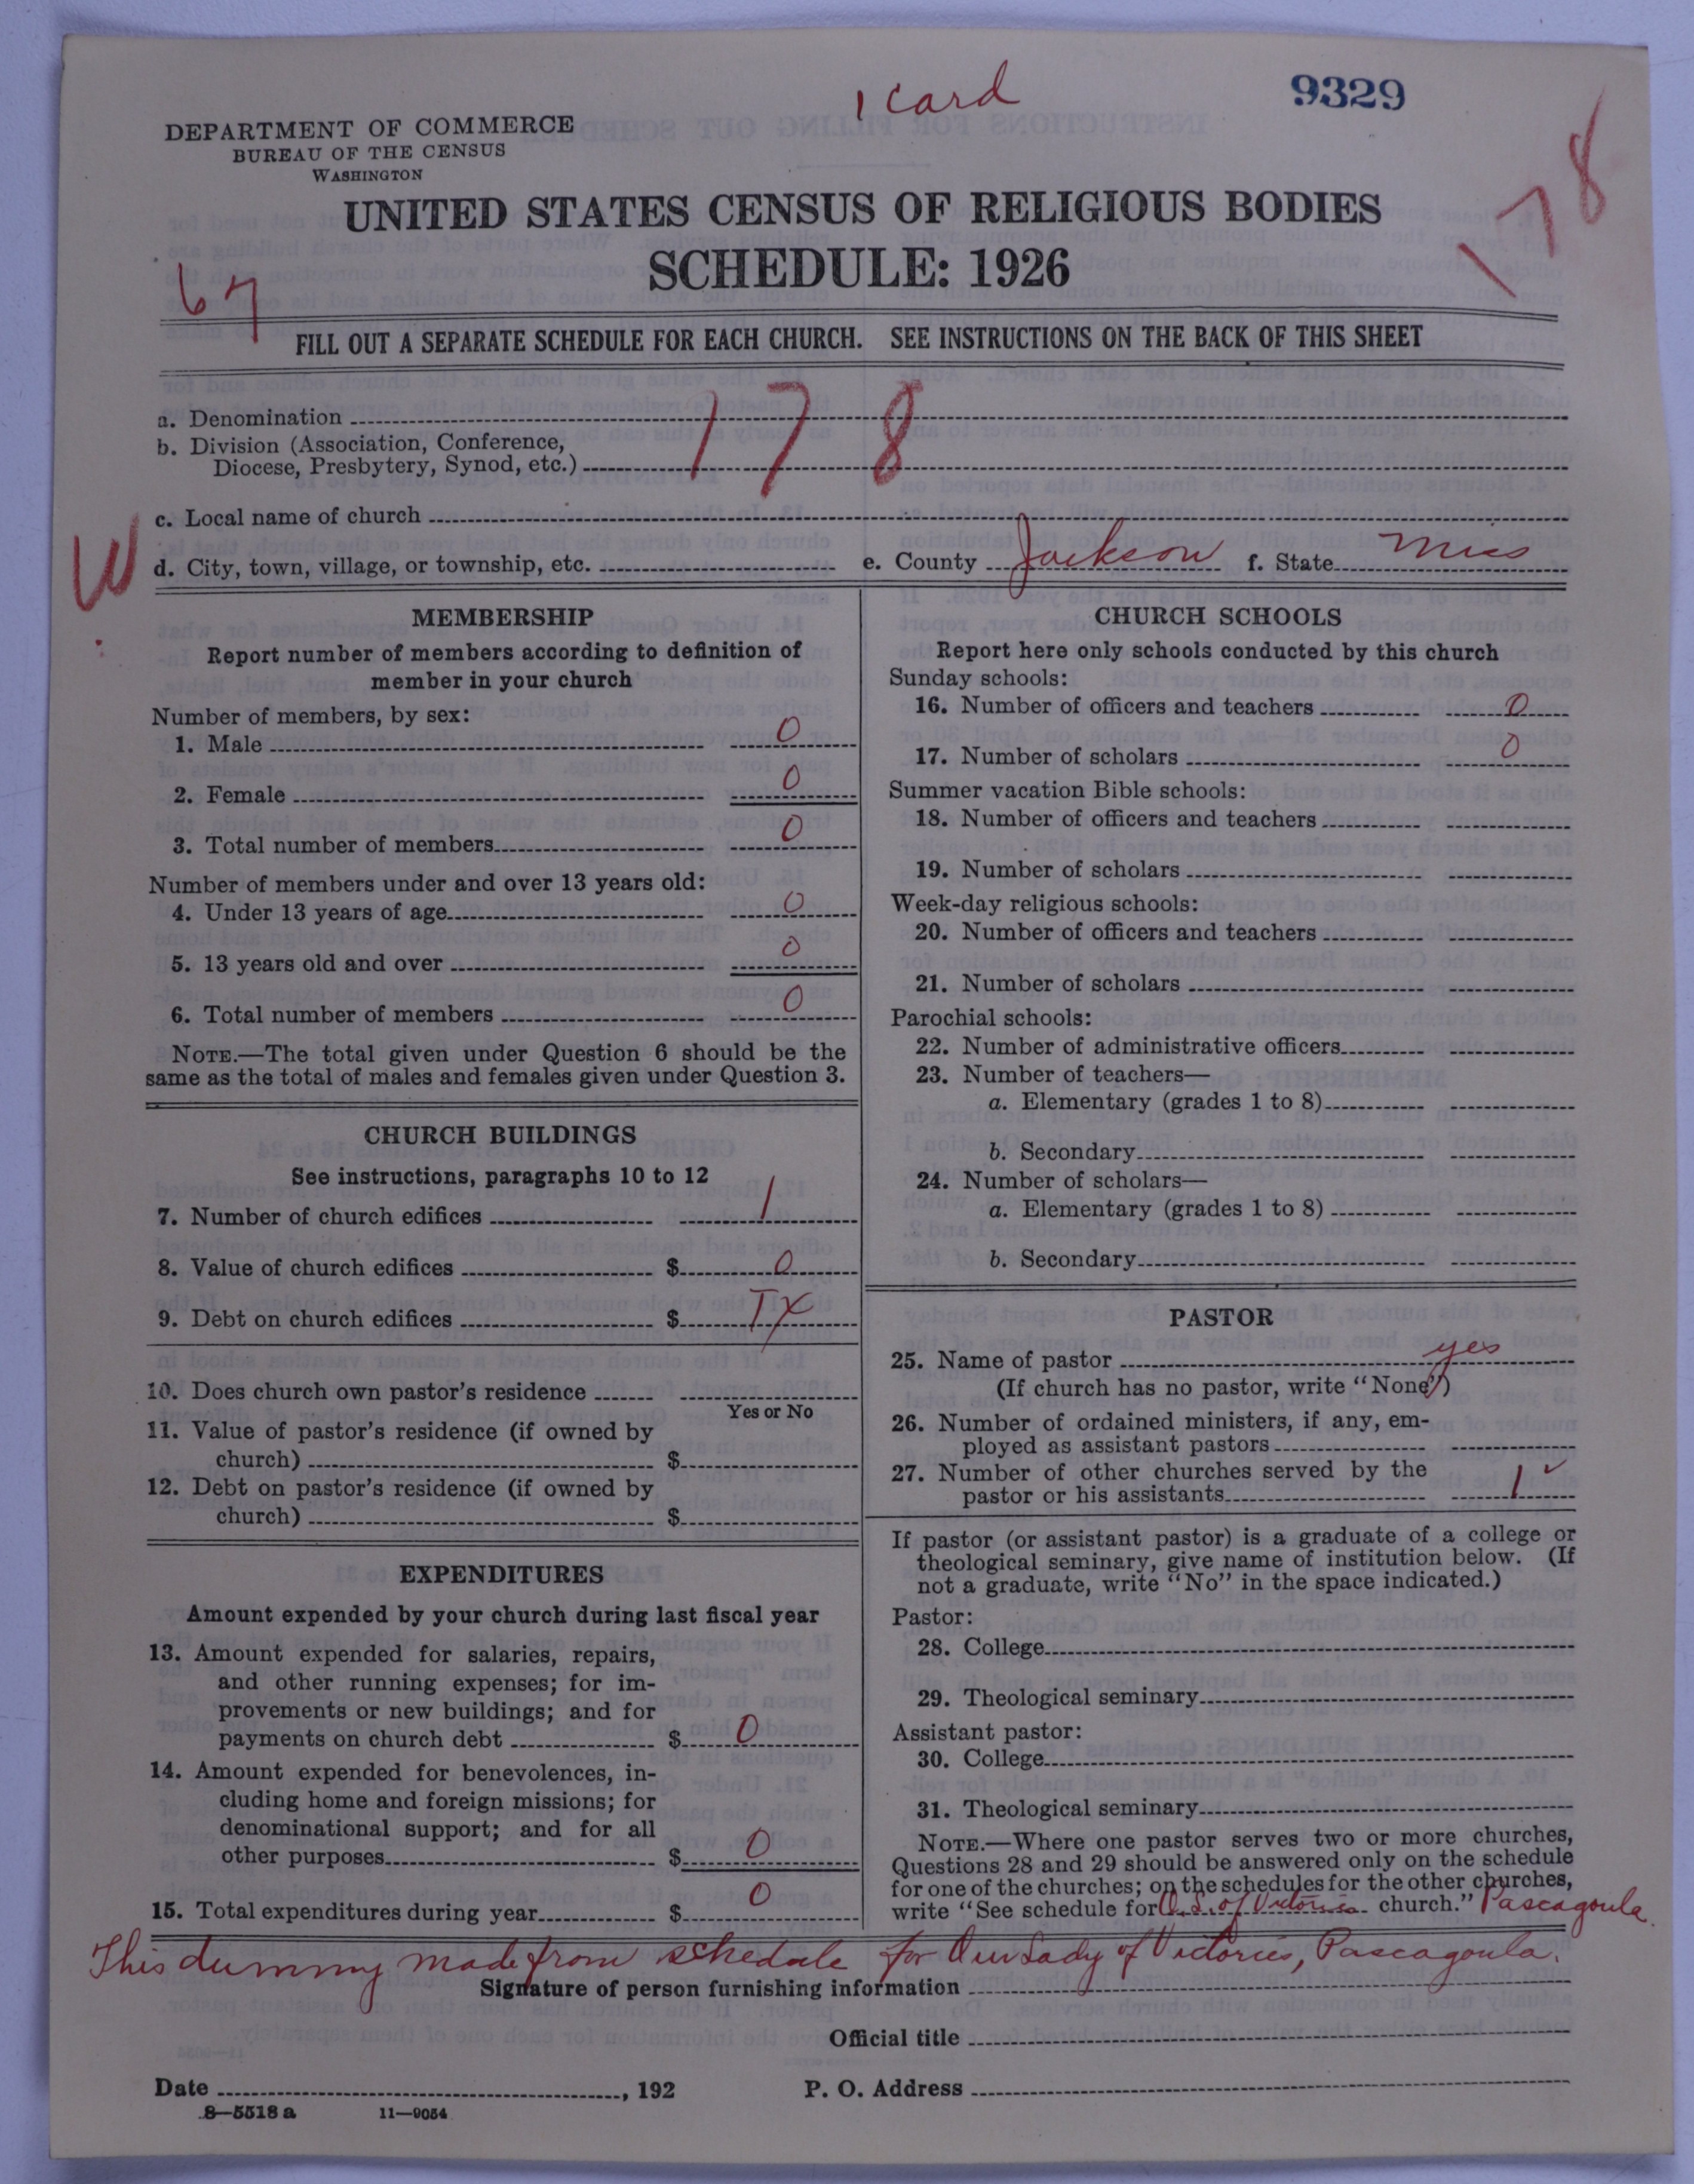 1 Card
9329
DEPARTMENT OF COMMERCE
BUREAU OF THE CENSUS
WASHINGTON
178
UNITED STATES CENSUS OF RELIGIOUS BODIES
SCHEDULE: 1926
67
FILL OUT A SEPARATE SCHEDULE FOR EACH CHURCH. SEE INSTRUCTIONS ON THE BACK OF THIS SHEET
178
a. Denomination
b. Division (Association, Conference,
Diocese, Presbytery, Synod, etc.)
c. Local name of church
W
d. City, town, village, or township, etc. e. County Jackson f. State Miss
MEMBERSHIP
Report number of members according to definition of
member in your church
Number of members, by sex:
1. Male 0
2. Female 0
3. Total number of members 0
Number of members under and over 13 years old:
4. Under 13 years of age 0
5. 13 years old and over 0
6. Total number of members 0
NOTE.—The total given under Question 6 should be the
same as the total of males and females given under Question 3.
CHURCH BUILDINGS
See instructions, paragraphs 10 to 12
7. Number of church edifices 1
8. Value of church edifices $ 0
9. Debt on church edifices $ TX
10. Does church own pastor's residence
Yes or No
11. Value of pastor's residence (if owned by
church) $
12. Debt on pastor's residence (if owned by
church) $
EXPENDITURES
Amount expended by your church during last fiscal year
13. Amount expended for salaries, repairs,
and other running expenses; for im-
provements or new buildings; and for
payments on church debt $ 0
14. Amount expended for benevolences, in-
cluding home and foreign missions; for
denominational support; and for all
other purposes $ 0
15. Total expenditures during year $ 0
CHURCH SCHOOLS
Report here only schools conducted by this church
Sunday schools:
16. Number of officers and teachers 0
17. Number of scholars 0
Summer vacation Bible schools:
18. Number of officers and teachers
19. Number of scholars
Week-day religious schools:
20. Number of officers and teachers
21. Number of scholars
Parochial schools:
22. Number of administrative officers
23. Number of teachers—
a. Elementary (grades 1 to 8)
b. Secondary
24. Number of scholars—
a. Elementary (grades 1 to 8)
b. Secondary
PASTOR
25. Name of pastor yes
(If church has no pastor, write "None")
26. Number of ordained ministers, if any, em-
ployed as assistant pastors
27. Number of other churches served by the
pastor or his assistants 1 ✓
If pastor (or assistant pastor) is a graduate of a college or
theological seminary, give name of institution below. (If
not a graduate, write "No" in the space indicated.)
Pastor:
28. College
29. Theological seminary
Assistant pastor:
30. College
31. Theological seminary
NOTE.—Where one pastor serves two or more churches,
Questions 28 and 29 should be answered only on the schedule
for one of the churches; on the schedules for the other churches,
write "See schedule for O. L. of Victories church." Pascagoula
This dummy made from schedule for Our Lady of Victories, Pascagoula.
Signature of person furnishing information
Official title
Date , 192 P. O. Address
8—5518 a 11—9054